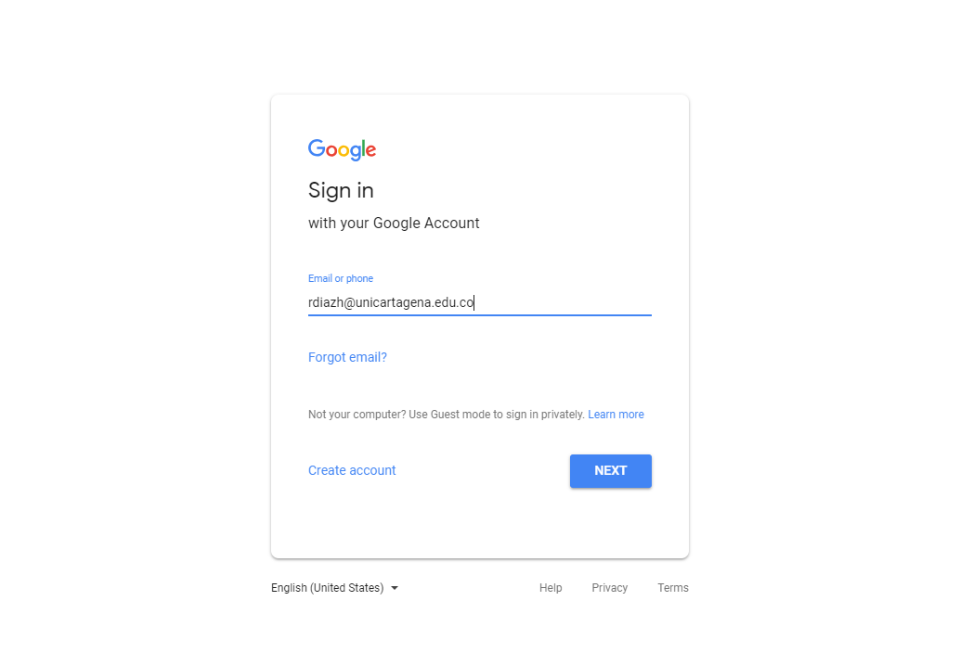 Google
Sign in
with your Google Account
Email or phone
rdiazh@unicartagena.edu.co
Forgot email?
Not your computer? Use Guest mode to sign in privately. Learn more
Create account
NEXT
English (United States)
Help Privacy Terms